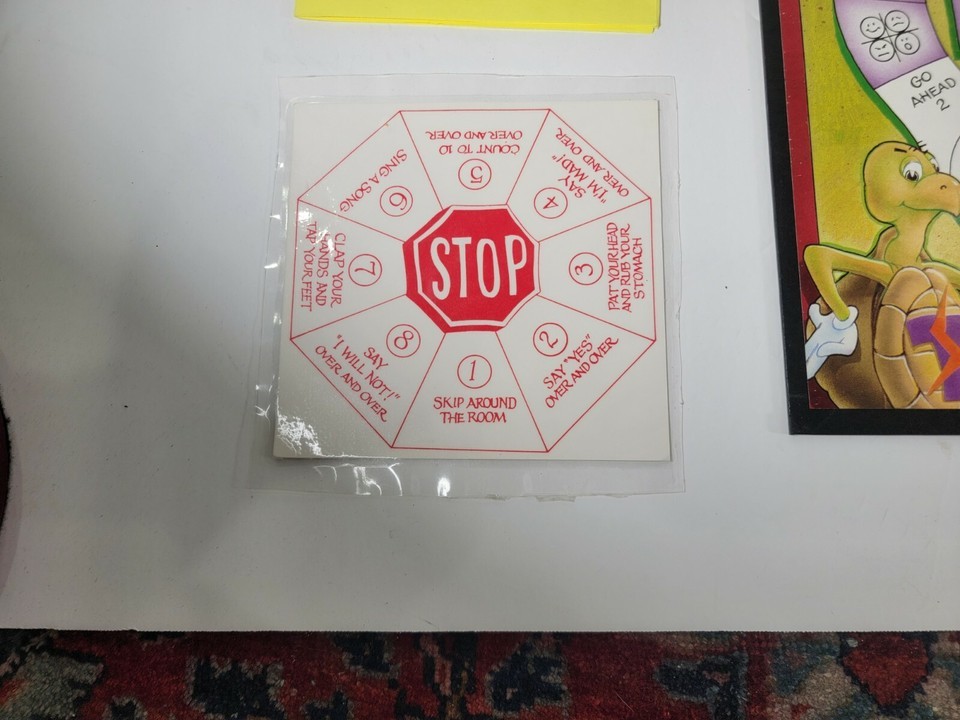 STOP
1
SKIP AROUND
THE ROOM
2
SAY "YES"
OVER AND OVER
3
PAT YOUR HEAD
AND RUB YOUR
STOMACH
4
SAY
"I'M MAD!"
OVER AND OVER
5
COUNT TO 10
OVER AND OVER
6
SING A SONG
7
CLAP YOUR
HANDS AND
TAP YOUR FEET
8
SAY
"I WILL NOT!"
OVER AND OVER
GO
AHEAD
2